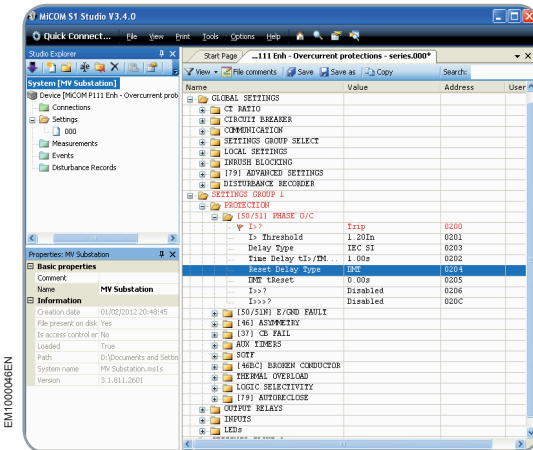 MiCOM S1 Studio V3.4.0
Quick Connect... File View Print Tools Options Help
Studio Explorer
System [MV Substation]
Device [MiCOM P111 Enh - Overcurrent prot
Connections
Settings
000
Measurements
Events
Disturbance Records
Properties: MV Substation
Basic properties
Comment
Name MV Substation
Information
Creation date 01/02/2012 20:48:45
File present on disk Yes
Is access control er No
Loaded True
Path D:\Documents and Settin
System name MV Substation.ms1s
Version 3.1.811.2601
Start Page ...111 Enh - Overcurrent protections - series.000*
View File comments Save Save as Copy Search:
Name Value Address User
GLOBAL SETTINGS
CT RATIO
CIRCUIT BREAKER
COMMUNICATION
SETTINGS GROUP SELECT
LOCAL SETTINGS
INRUSH BLOCKING
[79] ADVANCED SETTINGS
DISTURBANCE RECORDER
SETTINGS GROUP 1
PROTECTION
[50/51] PHASE O/C
I>? Trip 0200
I> Threshold 1.20In 0201
Delay Type IEC SI 0203
Time Delay tI>/TM... 1.00s 0202
Reset Delay Type DMT 0204
DMT tReset 0.00s 0205
I>>? Disabled 0206
I>>>? Disabled 020C
[50/51N] E/GND FAULT
[46] ASYMMETRY
[37] CB FAIL
AUX TIMERS
SOTF
[46BC] BROKEN CONDUCTOR
THERMAL OVERLOAD
LOGIC SELECTIVITY
[79] AUTORECLOSE
OUTPUT RELAYS
INPUTS
LEDs
EM1000046EN